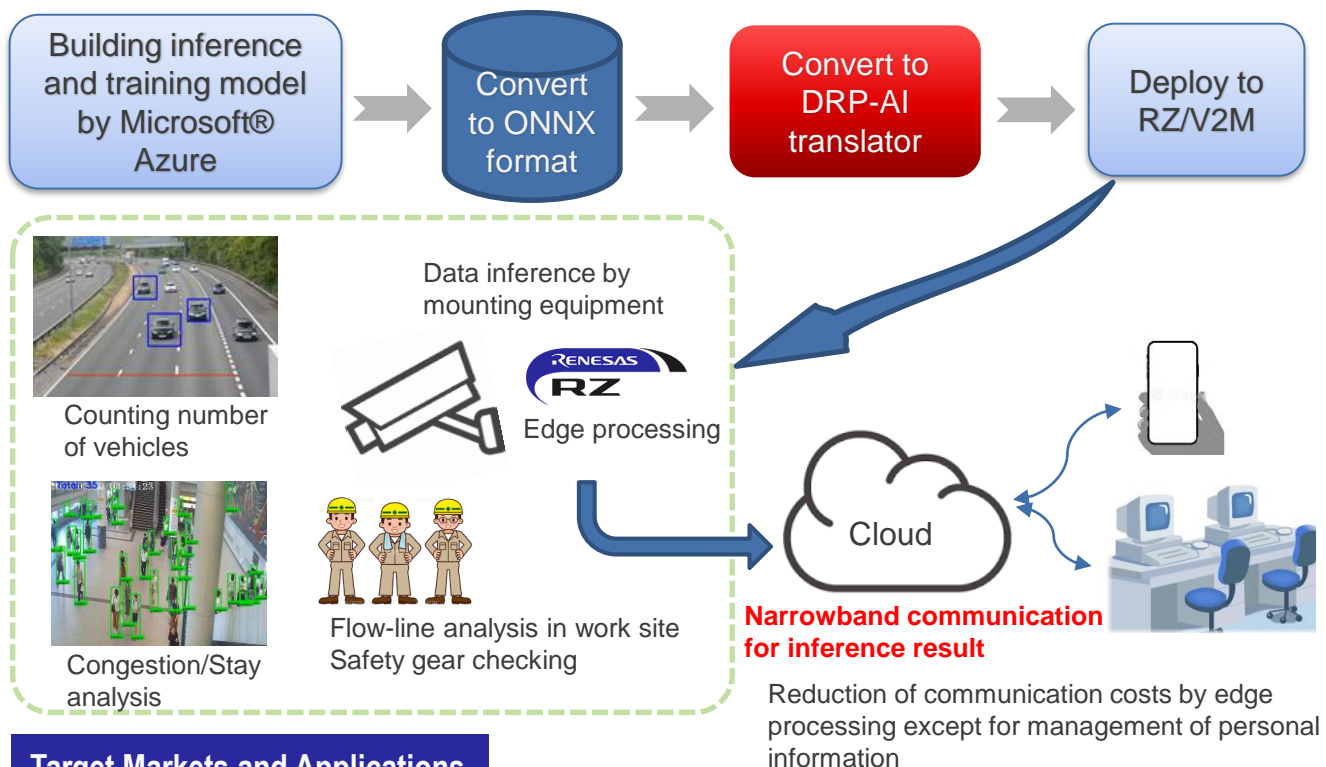 Building inference
and training model
by Microsoft®
Azure
Convert
to ONNX
format
Convert to
DRP-AI
translator
Deploy to
RZ/V2M
Data inference by
mounting equipment
RENESAS
RZ
Edge processing
Counting number
of vehicles
Total: 35
Congestion/Stay
analysis
Flow-line analysis in work site
Safety gear checking
Cloud
Narrowband communication
for inference result
Reduction of communication costs by edge
processing except for management of personal
information
Target Markets and Applications